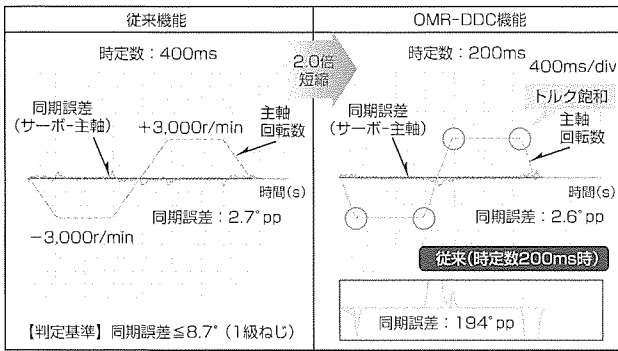 従来機能
時定数：400ms
同期誤差
（サーボ-主軸）
+3,000r/min
主軸
回転数
時間(s)
同期誤差：2.7°pp
-3,000r/min
【判定基準】同期誤差≦8.7°（1級ねじ）
2.0倍
短縮
OMR-DDC機能
時定数：200ms
400ms/div
トルク飽和
同期誤差
（サーボ-主軸）
主軸
回転数
時間(s)
同期誤差：2.6°pp
従来(時定数200ms時)
同期誤差：194°pp